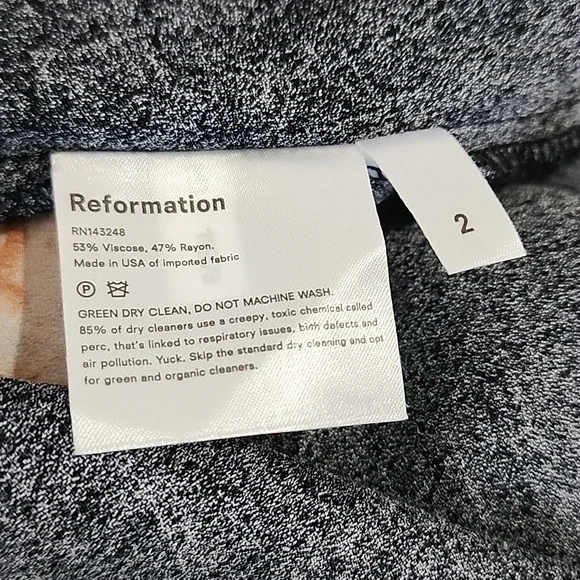 Reformation
RN143248
53% Viscose, 47% Rayon.
Made in USA of imported fabric
P
GREEN DRY CLEAN, DO NOT MACHINE WASH.
85% of dry cleaners use a creepy, toxic chemical called
perc, that's linked to respiratory issues, birth defects and
air pollution. Yuck. Skip the standard dry cleaning and opt
for green and organic cleaners.
2